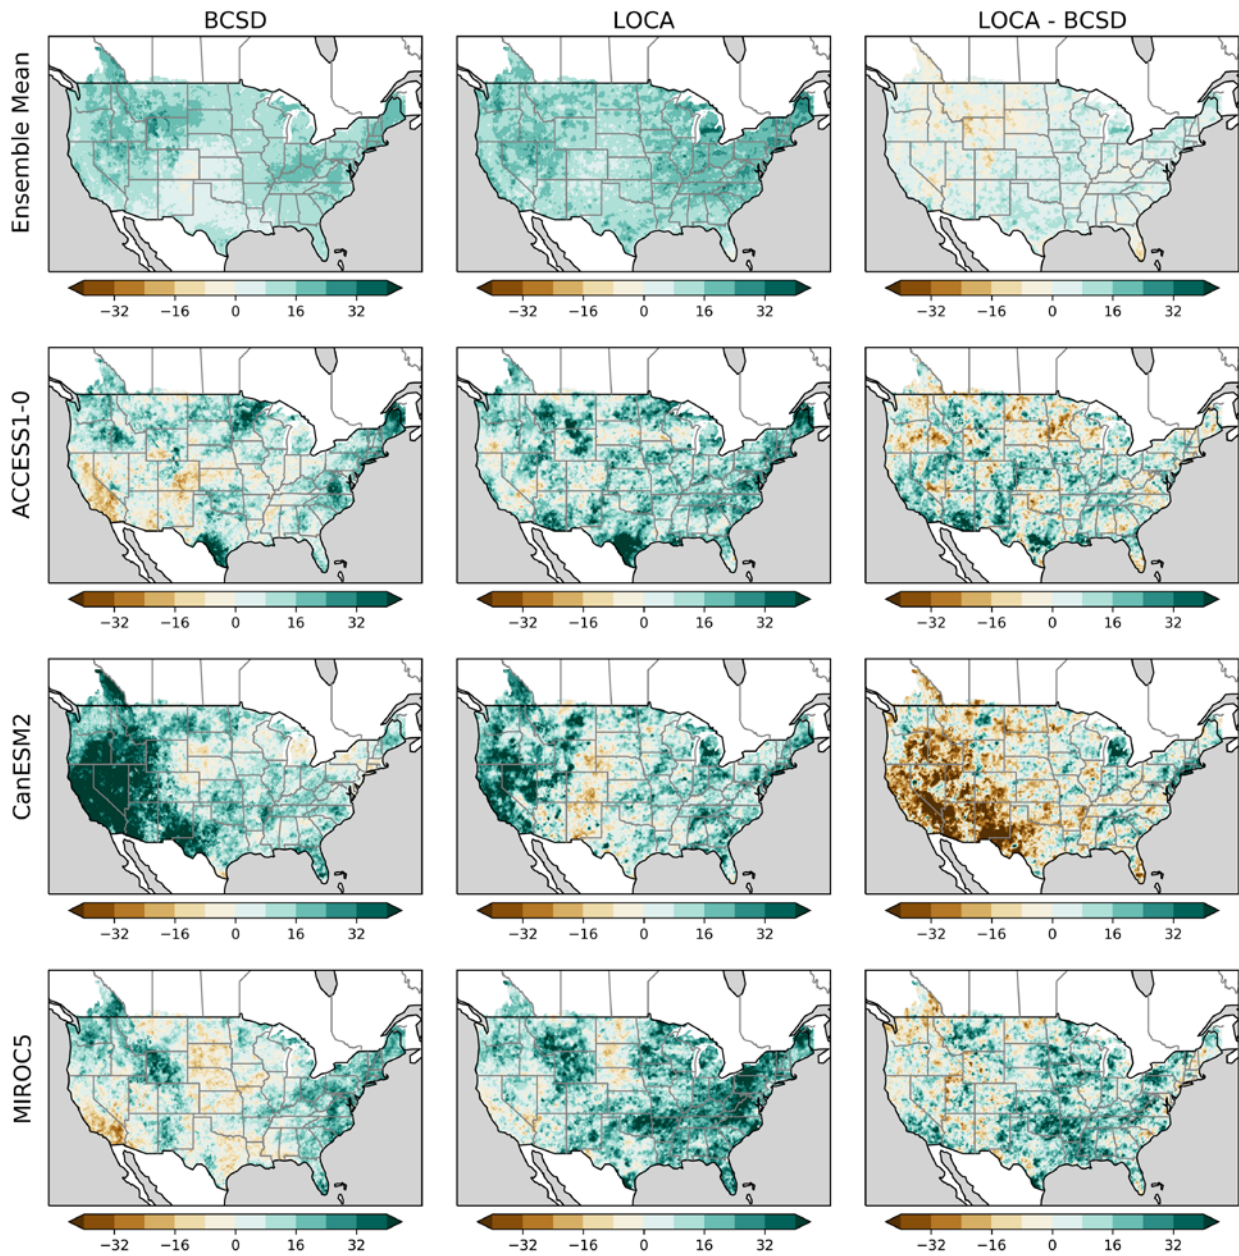 BCSD LOCA LOCA - BCSD
Ensemble Mean
−32 −16 0 16 32 −32 −16 0 16 32 −32 −16 0 16 32
ACCESS1-0
−32 −16 0 16 32 −32 −16 0 16 32 −32 −16 0 16 32
CanESM2
−32 −16 0 16 32 −32 −16 0 16 32 −32 −16 0 16 32
MIROC5
−32 −16 0 16 32 −32 −16 0 16 32 −32 −16 0 16 32